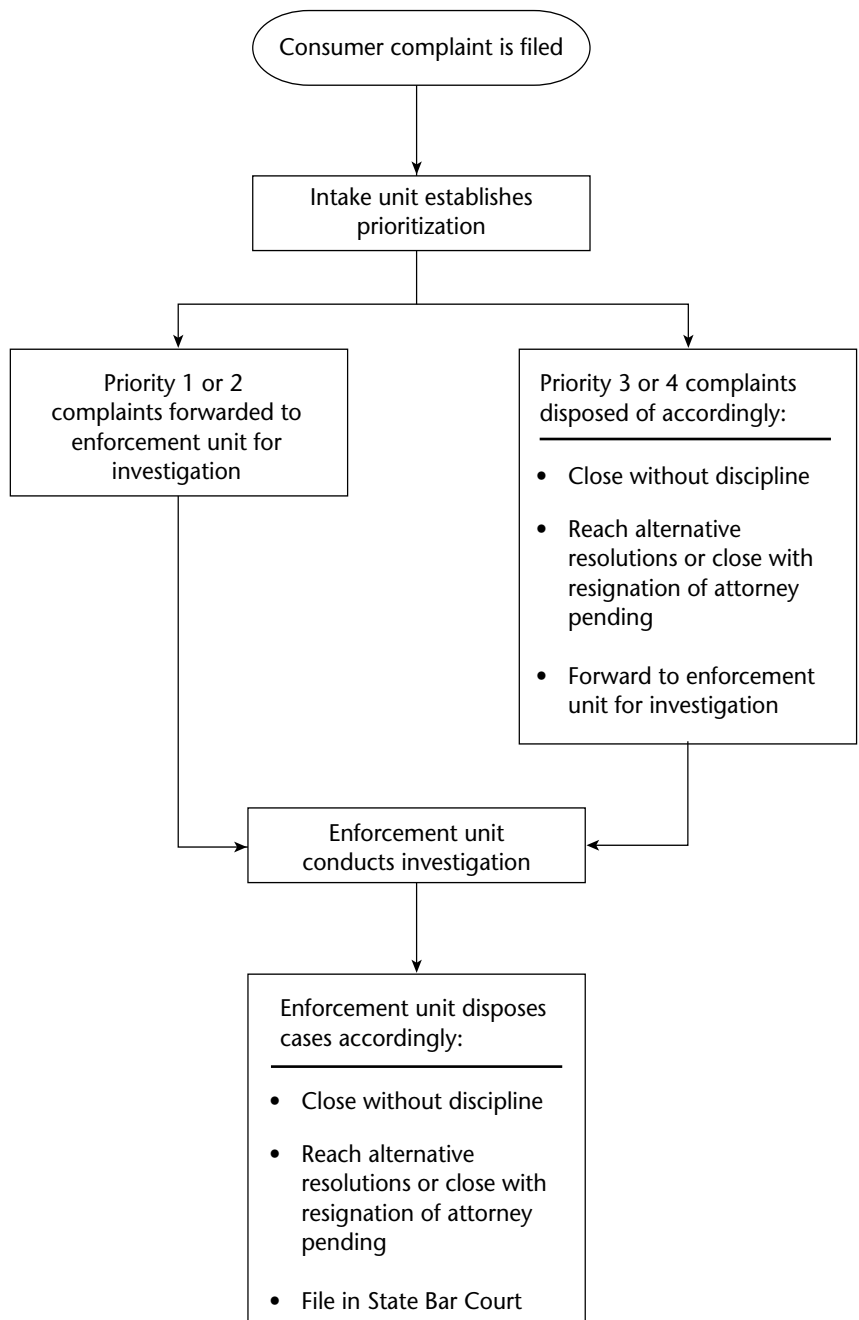 Consumer complaint is filed
Intake unit establishes
prioritization
Priority 1 or 2
complaints forwarded to
enforcement unit for
investigation
Priority 3 or 4 complaints
disposed of accordingly:
• Close without discipline
• Reach alternative
resolutions or close with
resignation of attorney
pending
• Forward to enforcement
unit for investigation
Enforcement unit
conducts investigation
Enforcement unit disposes
cases accordingly:
• Close without discipline
• Reach alternative
resolutions or close with
resignation of attorney
pending
• File in State Bar Court